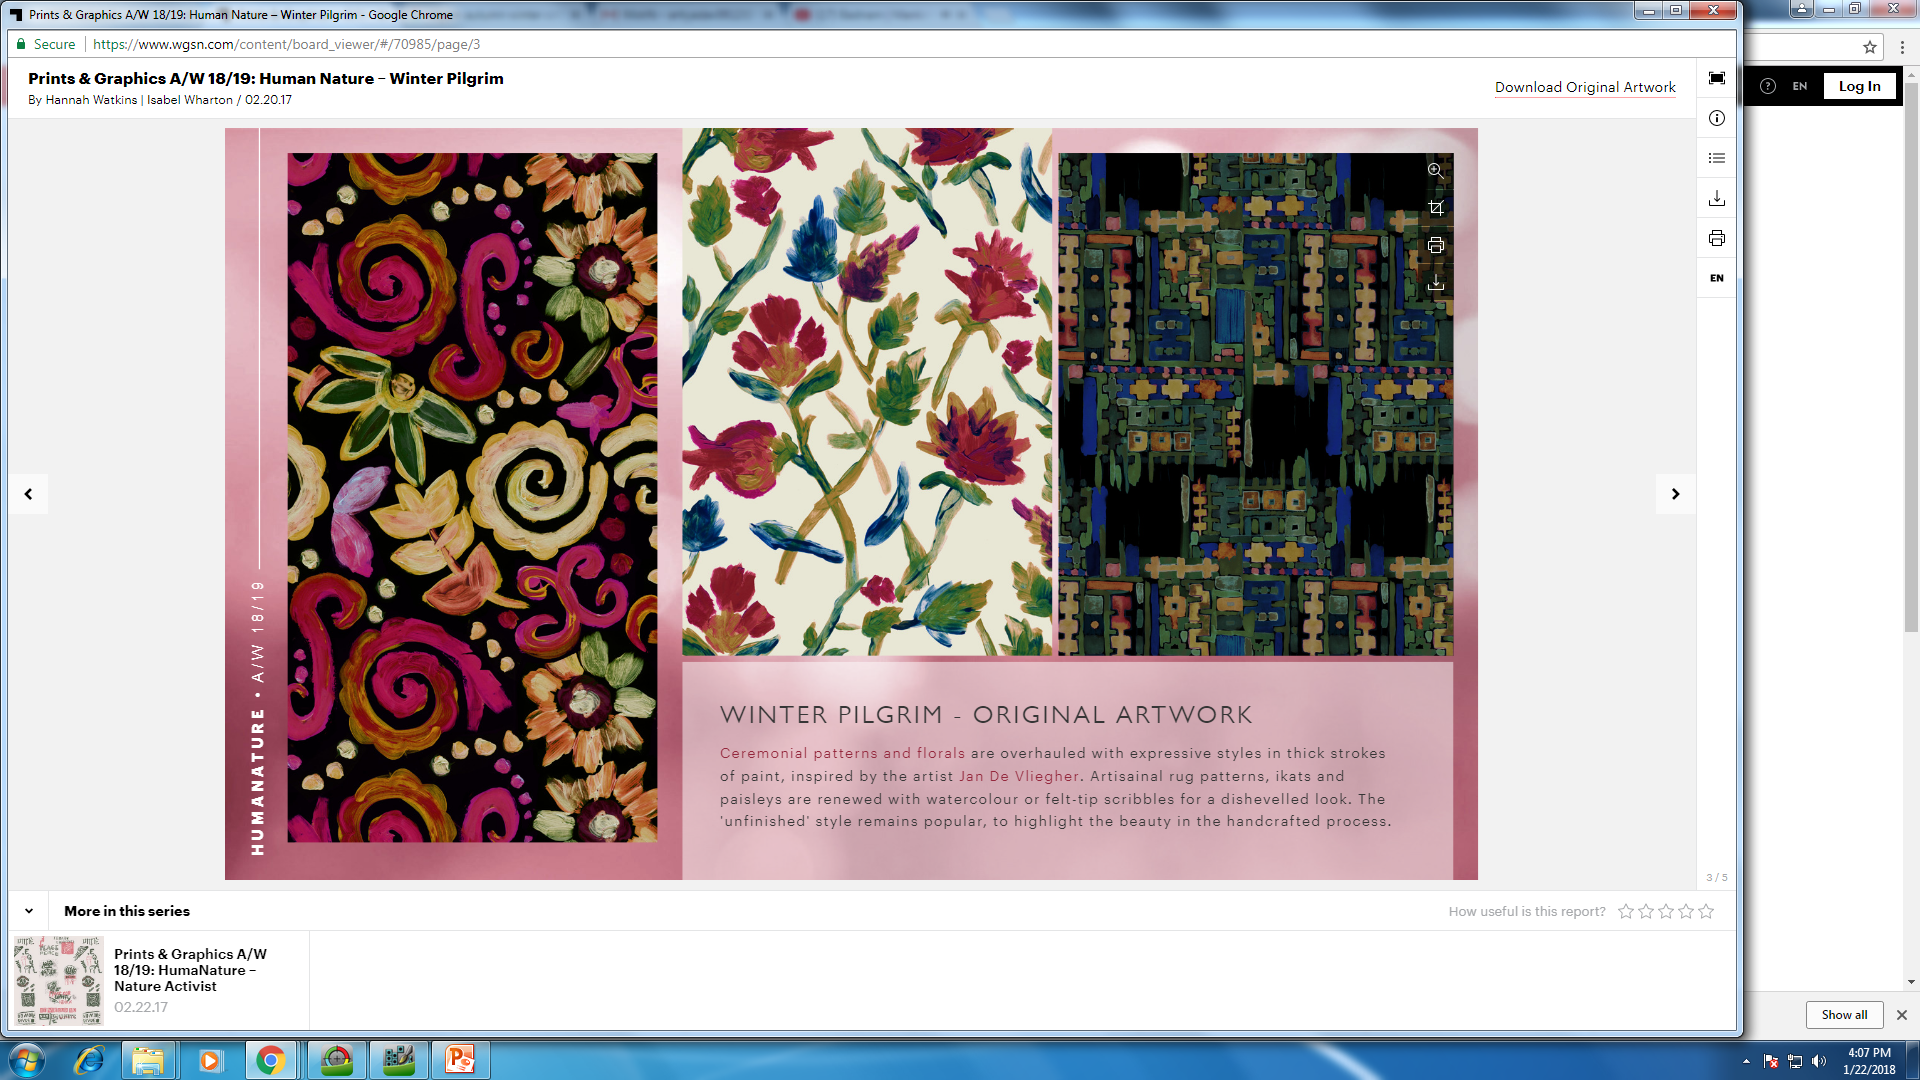 Prints & Graphics A/W 18/19: Human Nature – Winter Pilgrim - Google Chrome
Secure
https://www.wgsn.com/content/board_viewer/#/70985/page/3
Prints & Graphics A/W 18/19: Human Nature – Winter Pilgrim
By Hannah Watkins | Isabel Wharton / 02.20.17
Download Original Artwork
EN
Log In
EN
HUMANATURE • A/W 18/19
WINTER PILGRIM - ORIGINAL ARTWORK
Ceremonial patterns and florals are overhauled with expressive styles in thick strokes
of paint, inspired by the artist Jan De Vliegher. Artisainal rug patterns, ikats and
paisleys are renewed with watercolour or felt-tip scribbles for a dishevelled look. The
'unfinished' style remains popular, to highlight the beauty in the handcrafted process.
3 / 5
More in this series
How useful is this report?
Prints & Graphics A/W
18/19: HumaNature –
Nature Activist
02.22.17
Show all
4:07 PM
1/22/2018